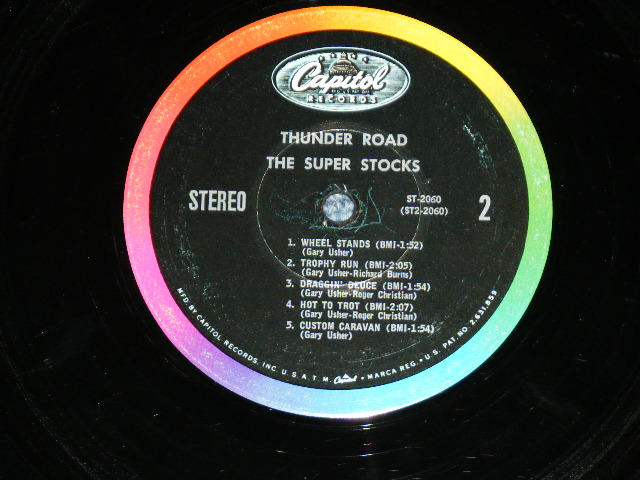 Capitol
RECORDS
THUNDER ROAD
THE SUPER STOCKS
STEREO
ST-2060
(ST2-2060)
2
1. WHEEL STANDS (BMI-1:52)
(Gary Usher)
2. TROPHY RUN (BMI-2:05)
(Gary Usher-Richard Burns)
3. DRAGGIN' DEUCE (BMI-1:54)
(Gary Usher-Roger Christian)
4. HOT TO TROT (BMI-2:07)
(Gary Usher-Roger Christian)
5. CUSTOM CARAVAN (BMI-1:54)
(Gary Usher)
MFD. BY CAPITOL RECORDS, INC. U.S.A. T.M. Capitol • MARCA REG. • U.S. PAT. NO. 2,631,859